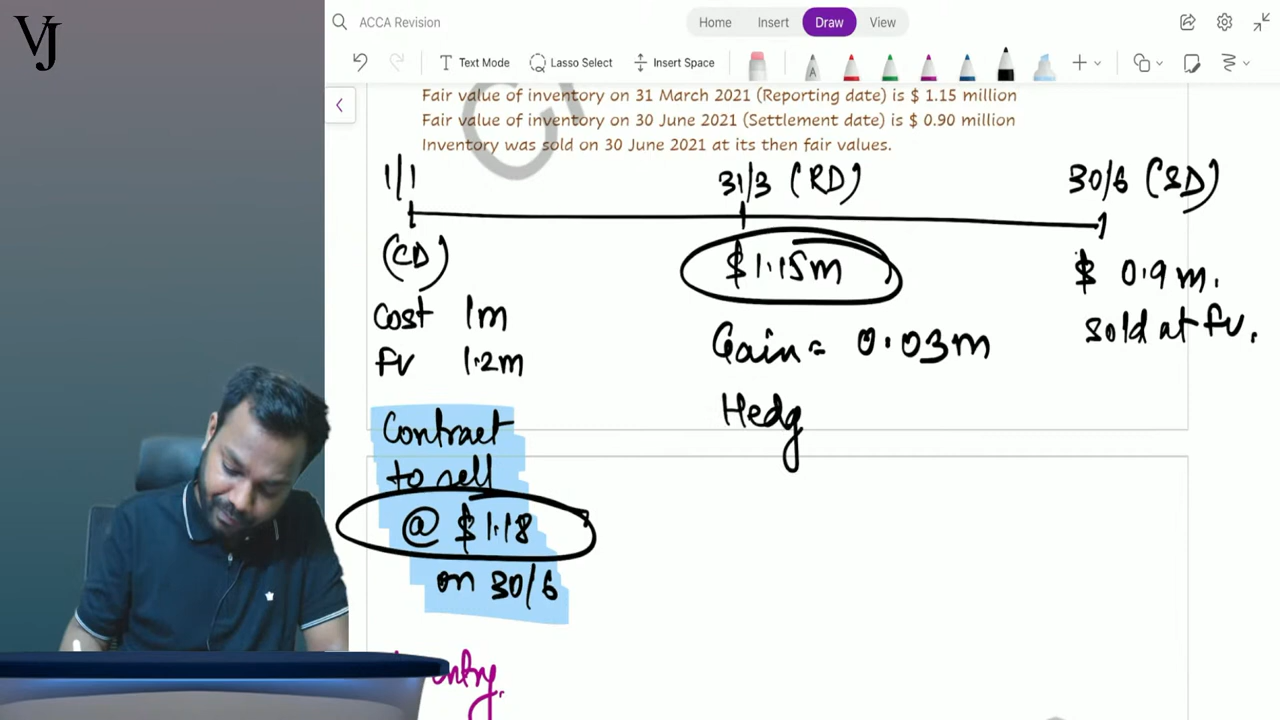 VJ
ACCA Revision
Home Insert Draw View
Text Mode Lasso Select Insert Space
Fair value of inventory on 31 March 2021 (Reporting date) is $ 1.15 million
Fair value of inventory on 30 June 2021 (Settlement date) is $ 0.90 million
Inventory was sold on 30 June 2021 at its then fair values.
1/1 31/3 (RD) 30/6 (SD)
(CD) $1.15m $ 0.9m.
Cost 1m sold at fv.
fv 1.2m Gain = 0.03m
Contract Hedg
to sell
@ $1.18
on 30/6